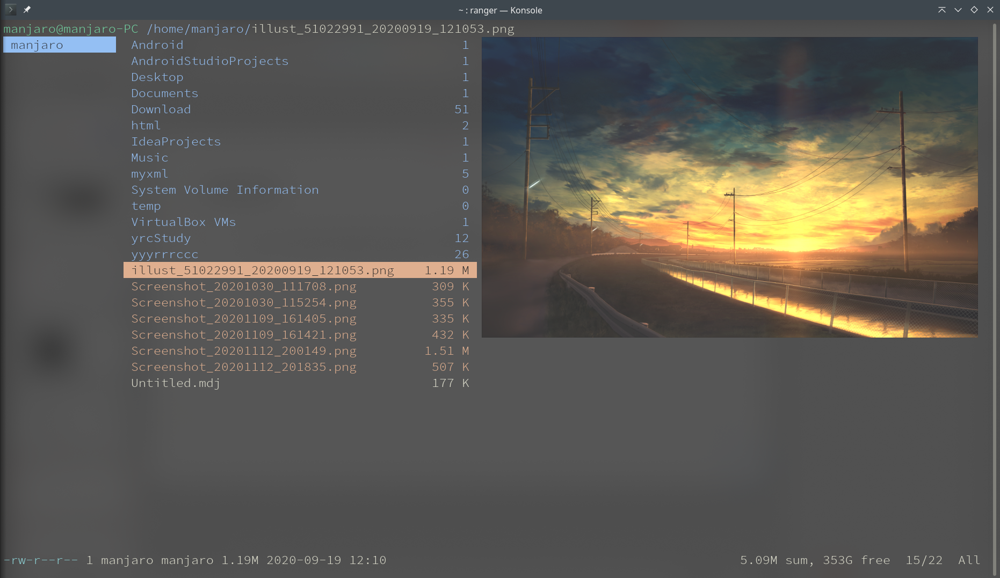 ~ : ranger — Konsole
manjaro@manjaro-PC /home/manjaro/illust_51022991_20200919_121053.png
manjaro
Android 1
AndroidStudioProjects 1
Desktop 1
Documents 1
Download 51
html 2
IdeaProjects 1
Music 1
myxml 5
System Volume Information 0
temp 0
VirtualBox VMs 1
yrcStudy 12
yyyrrrccc 26
illust_51022991_20200919_121053.png 1.19 M
Screenshot_20201030_111708.png 309 K
Screenshot_20201030_115254.png 355 K
Screenshot_20201109_161405.png 335 K
Screenshot_20201109_161421.png 432 K
Screenshot_20201112_200149.png 1.51 M
Screenshot_20201112_201835.png 507 K
Untitled.mdj 177 K
-rw-r--r-- 1 manjaro manjaro 1.19M 2020-09-19 12:10 5.09M sum, 353G free 15/22 All